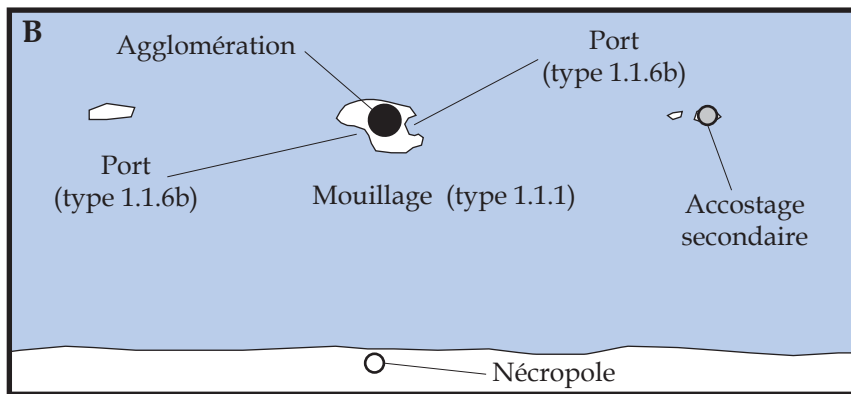 B
Agglomération
Port
(type 1.1.6b)
Port
(type 1.1.6b)
Mouillage (type 1.1.1)
Accostage
secondaire
Nécropole